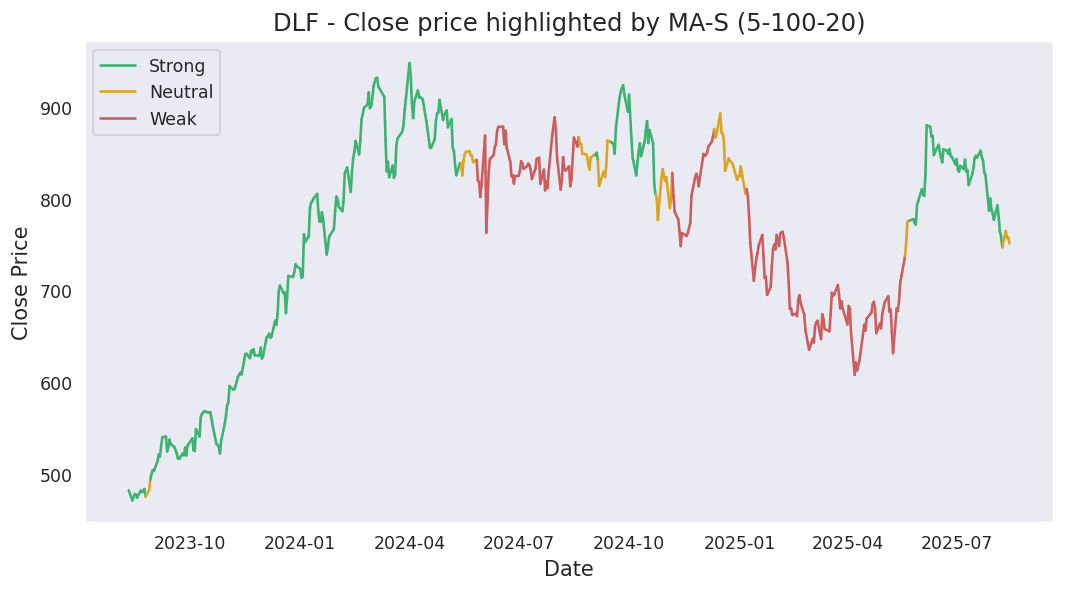 DLF - Close price highlighted by MA-S (5-100-20)
Strong
Neutral
Weak
Close Price
900
800
700
600
500
2023-10
2024-01
2024-04
2024-07
2024-10
2025-01
2025-04
2025-07
Date